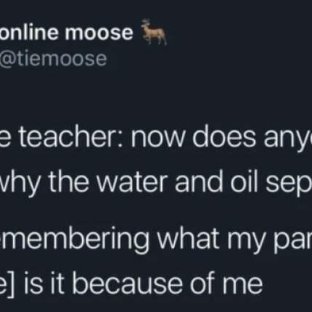 online moose 🦌
@tiemoose
e teacher: now does any
why the water and oil sep
membering what my par
e] is it because of me